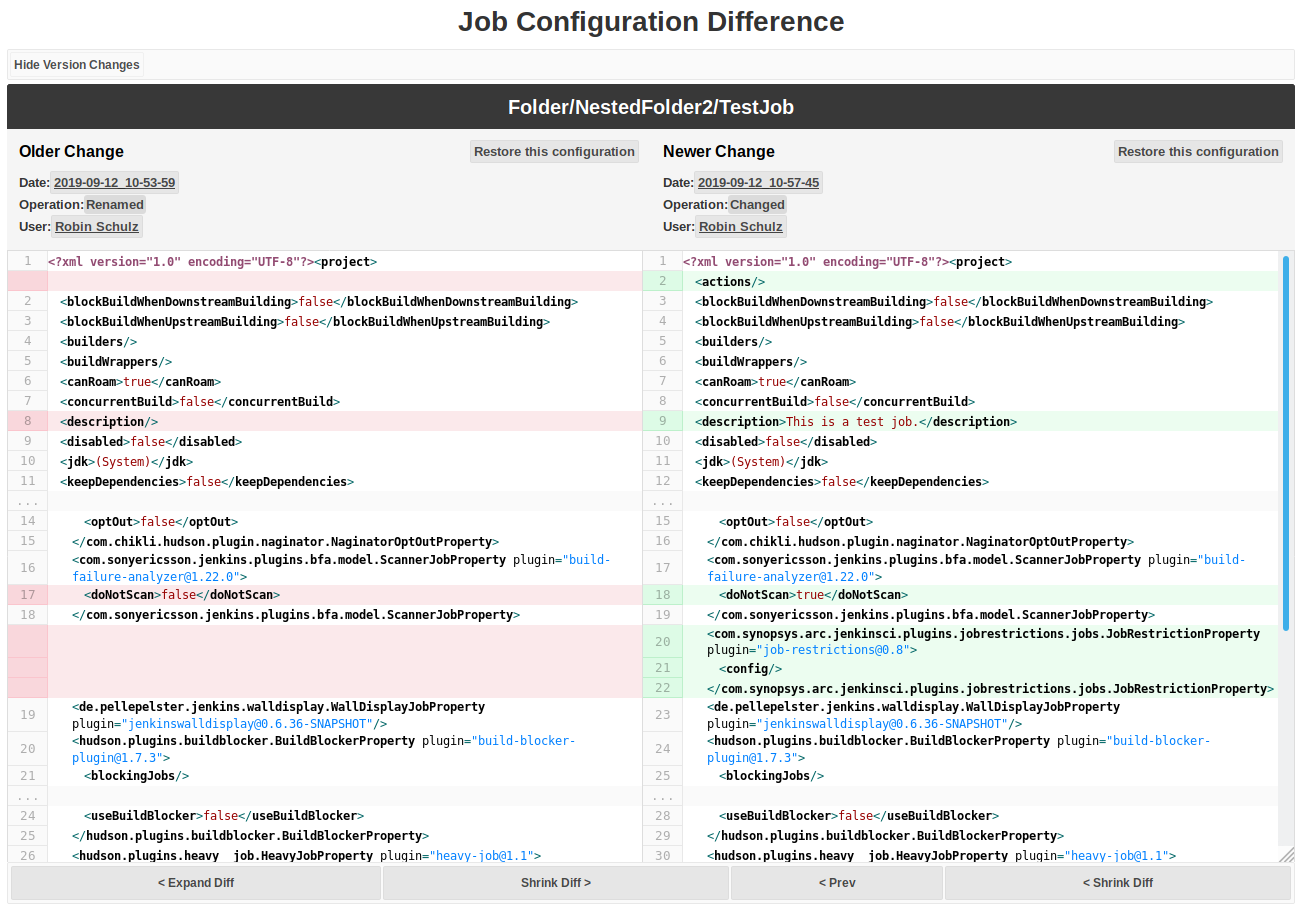 Job Configuration Difference
Hide Version Changes
Folder/NestedFolder2/TestJob
Older Change
Restore this configuration
Date: 2019-09-12_10-53-59
Operation: Renamed
User: Robin Schulz
Newer Change
Restore this configuration
Date: 2019-09-12_10-57-45
Operation: Changed
User: Robin Schulz
1 <?xml version="1.0" encoding="UTF-8"?><project>
2 <blockBuildWhenDownstreamBuilding>false</blockBuildWhenDownstreamBuilding>
3 <blockBuildWhenUpstreamBuilding>false</blockBuildWhenUpstreamBuilding>
4 <builders/>
5 <buildWrappers/>
6 <canRoam>true</canRoam>
7 <concurrentBuild>false</concurrentBuild>
8 <description/>
9 <disabled>false</disabled>
10 <jdk>(System)</jdk>
11 <keepDependencies>false</keepDependencies>
...
14 <optOut>false</optOut>
15 </com.chikli.hudson.plugin.naginator.NaginatorOptOutProperty>
16 <com.sonyericsson.jenkins.plugins.bfa.model.ScannerJobProperty plugin="build-
failure-analyzer@1.22.0">
17 <doNotScan>false</doNotScan>
18 </com.sonyericsson.jenkins.plugins.bfa.model.ScannerJobProperty>
19 <de.pellepelster.jenkins.walldisplay.WallDisplayJobProperty
plugin="jenkinswalldisplay@0.6.36-SNAPSHOT"/>
20 <hudson.plugins.buildblocker.BuildBlockerProperty plugin="build-blocker-
plugin@1.7.3">
21 <blockingJobs/>
...
24 <useBuildBlocker>false</useBuildBlocker>
25 </hudson.plugins.buildblocker.BuildBlockerProperty>
26 <hudson.plugins.heavy__job.HeavyJobProperty plugin="heavy-job@1.1">
1 <?xml version="1.0" encoding="UTF-8"?><project>
2 <actions/>
3 <blockBuildWhenDownstreamBuilding>false</blockBuildWhenDownstreamBuilding>
4 <blockBuildWhenUpstreamBuilding>false</blockBuildWhenUpstreamBuilding>
5 <builders/>
6 <buildWrappers/>
7 <canRoam>true</canRoam>
8 <concurrentBuild>false</concurrentBuild>
9 <description>This is a test job.</description>
10 <disabled>false</disabled>
11 <jdk>(System)</jdk>
12 <keepDependencies>false</keepDependencies>
...
15 <optOut>false</optOut>
16 </com.chikli.hudson.plugin.naginator.NaginatorOptOutProperty>
17 <com.sonyericsson.jenkins.plugins.bfa.model.ScannerJobProperty plugin="build-
failure-analyzer@1.22.0">
18 <doNotScan>true</doNotScan>
19 </com.sonyericsson.jenkins.plugins.bfa.model.ScannerJobProperty>
20 <com.synopsys.arc.jenkinsci.plugins.jobrestrictions.jobs.JobRestrictionProperty
plugin="job-restrictions@0.8">
21 <config/>
22 </com.synopsys.arc.jenkinsci.plugins.jobrestrictions.jobs.JobRestrictionProperty>
23 <de.pellepelster.jenkins.walldisplay.WallDisplayJobProperty
plugin="jenkinswalldisplay@0.6.36-SNAPSHOT"/>
24 <hudson.plugins.buildblocker.BuildBlockerProperty plugin="build-blocker-
plugin@1.7.3">
25 <blockingJobs/>
...
28 <useBuildBlocker>false</useBuildBlocker>
29 </hudson.plugins.buildblocker.BuildBlockerProperty>
30 <hudson.plugins.heavy__job.HeavyJobProperty plugin="heavy-job@1.1">
< Expand Diff
Shrink Diff >
< Prev
< Shrink Diff